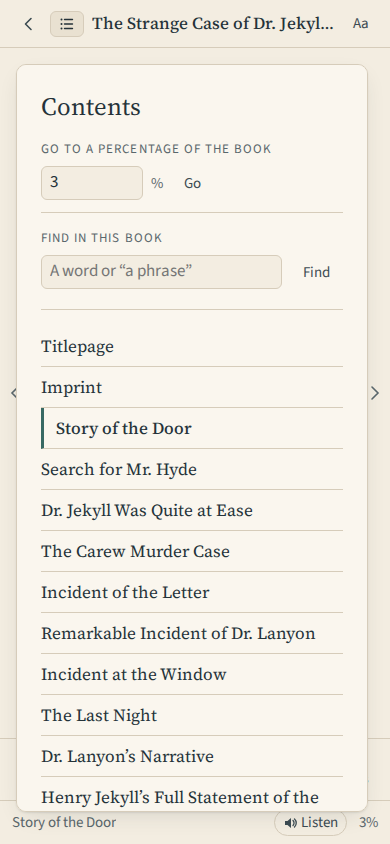 The Strange Case of Dr. Jekyl... Aa
Contents
GO TO A PERCENTAGE OF THE BOOK
3 % Go
FIND IN THIS BOOK
A word or “a phrase” Find
Titlepage
Imprint
Story of the Door
Search for Mr. Hyde
Dr. Jekyll Was Quite at Ease
The Carew Murder Case
Incident of the Letter
Remarkable Incident of Dr. Lanyon
Incident at the Window
The Last Night
Dr. Lanyon’s Narrative
Henry Jekyll’s Full Statement of the
Story of the Door Listen 3%